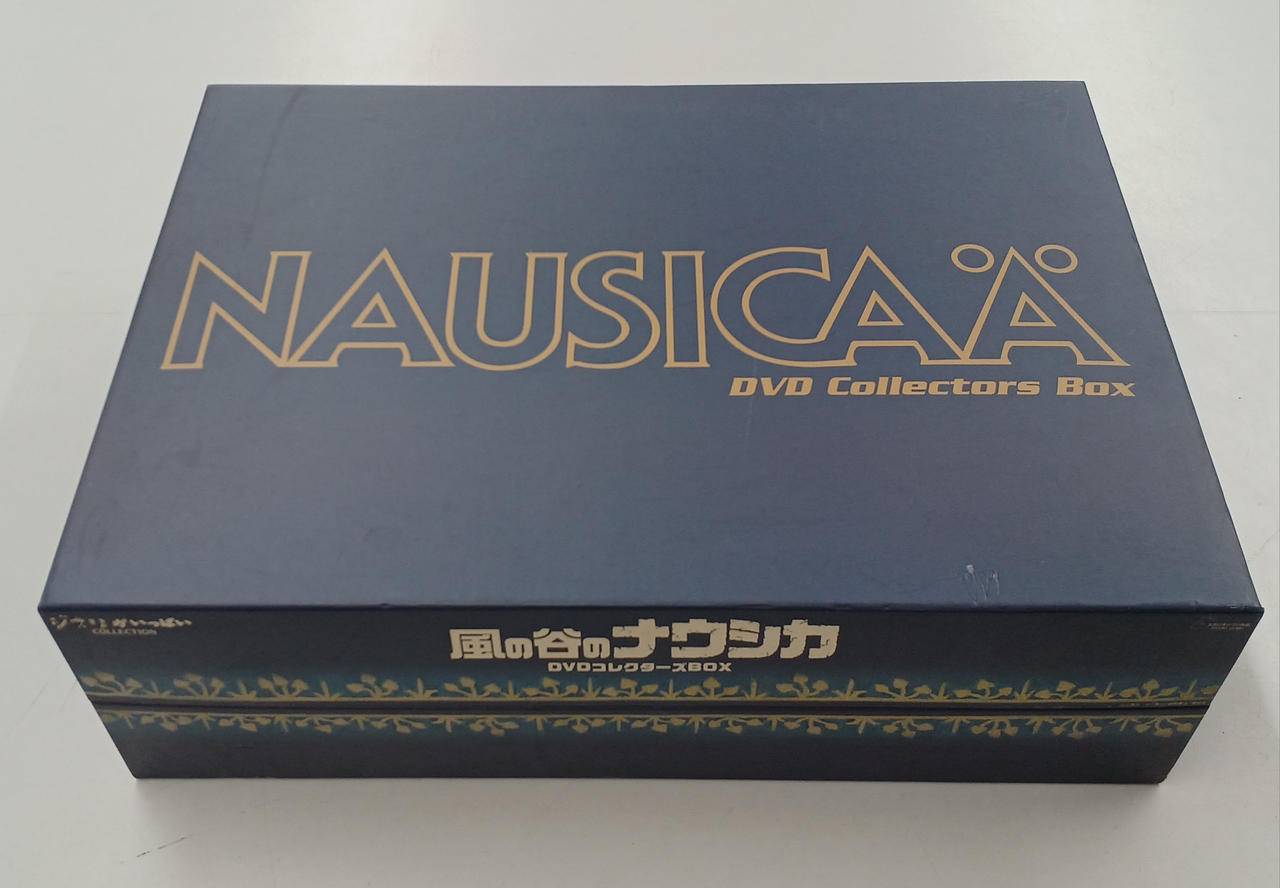 NAUSICAÄ
DVD Collectors Box
ジブリがいっぱい
COLLECTION
風の谷のナウシカ
DVDコレクターズBOX